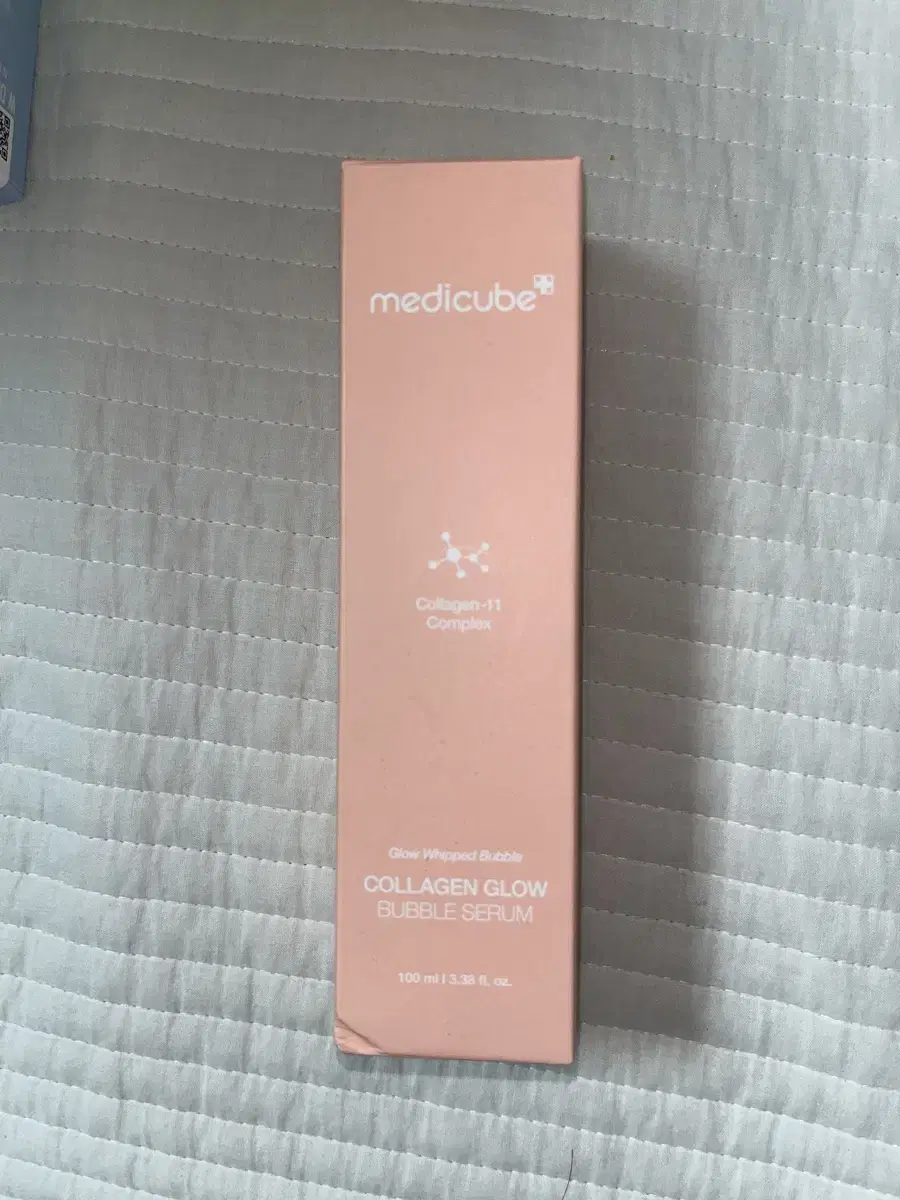 medicube
Collagen-11
Complex
Glow Whipped Bubble
COLLAGEN GLOW
BUBBLE SERUM
100 ml | 3.38 fl. oz.